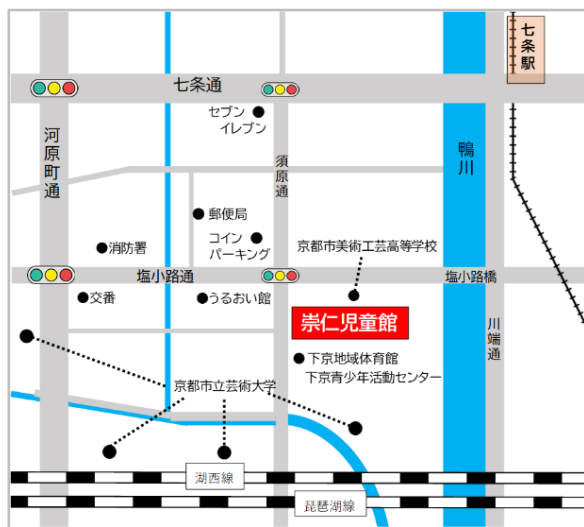 七条駅
七条通
セブン
イレブン
河原町通
須原通
鴨川
郵便局
消防署
コイン
パーキング
京都市美術工芸高等学校
塩小路通
塩小路橋
交番
うるおい館
崇仁児童館
川端通
下京地域体育館
下京青少年活動センター
京都市立芸術大学
湖西線
琵琶湖線